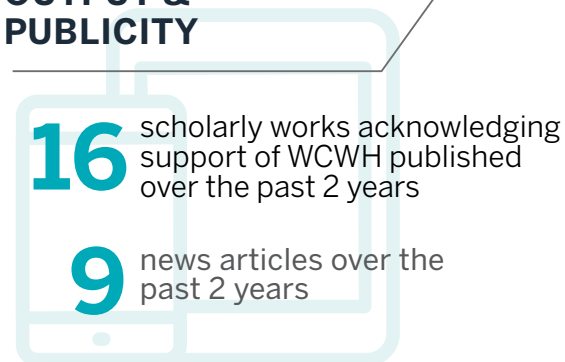 OUTPUT &
PUBLICITY
16 scholarly works acknowledging
support of WCWH published
over the past 2 years
9 news articles over the
past 2 years